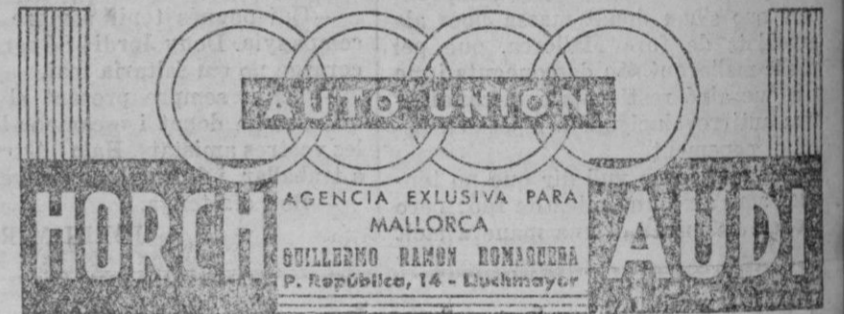 AUTO UNION
HORCH
AGENCIA EXLUSIVA PARA
MALLORCA
GUILLERMO RAMON ROMAGUERA
P. República, 14 - Lluchmayor
AUDI